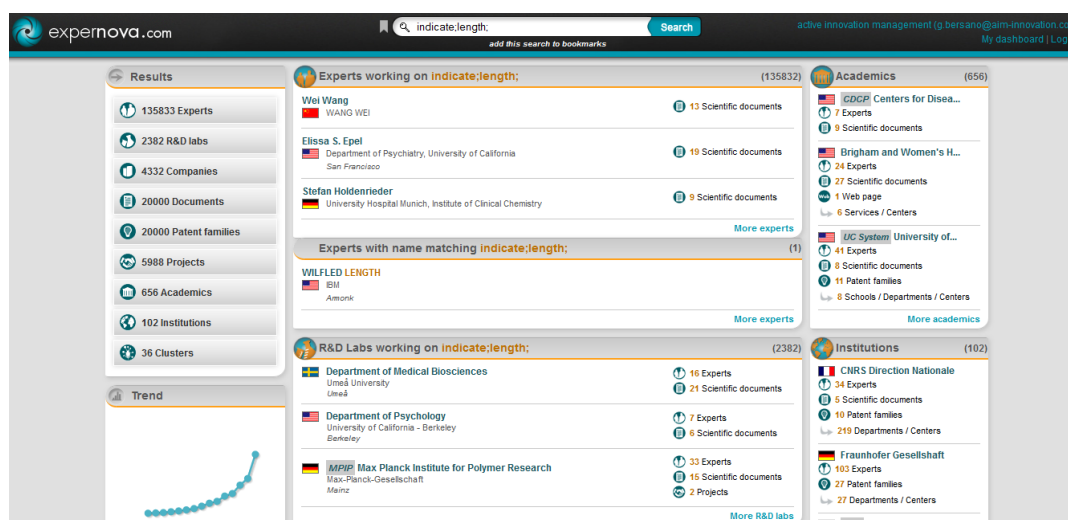 expernova.com
indicate;length;
Search
add this search to bookmarks
active innovation management (g.bersano@aim-innovation.co
My dashboard | Log
Results
135833 Experts
2382 R&D labs
4332 Companies
20000 Documents
20000 Patent families
5988 Projects
656 Academics
102 Institutions
36 Clusters
Trend
Experts working on indicate;length; (135832)
Wei Wang
WANG WEI
13 Scientific documents
Elissa S. Epel
Department of Psychiatry, University of California
San Francisco
19 Scientific documents
Stefan Holdenrieder
University Hospital Munich, Institute of Clinical Chemistry
9 Scientific documents
More experts
Experts with name matching indicate;length; (1)
WILFLED LENGTH
IBM
Amonk
More experts
R&D Labs working on indicate;length; (2382)
Department of Medical Biosciences
Umeå University
Umeå
16 Experts
21 Scientific documents
Department of Psychology
University of California - Berkeley
Berkeley
7 Experts
6 Scientific documents
MPIP Max Planck Institute for Polymer Research
Max-Planck-Gesellschaft
Mainz
33 Experts
15 Scientific documents
2 Projects
More R&D labs
Academics (656)
CDCP Centers for Disea...
7 Experts
9 Scientific documents
Brigham and Women's H...
24 Experts
27 Scientific documents
1 Web page
6 Services / Centers
UC System University of...
41 Experts
8 Scientific documents
11 Patent families
8 Schools / Departments / Centers
More academics
Institutions (102)
CNRS Direction Nationale
34 Experts
5 Scientific documents
10 Patent families
219 Departments / Centers
Fraunhofer Gesellshaft
103 Experts
27 Patent families
27 Departments / Centers